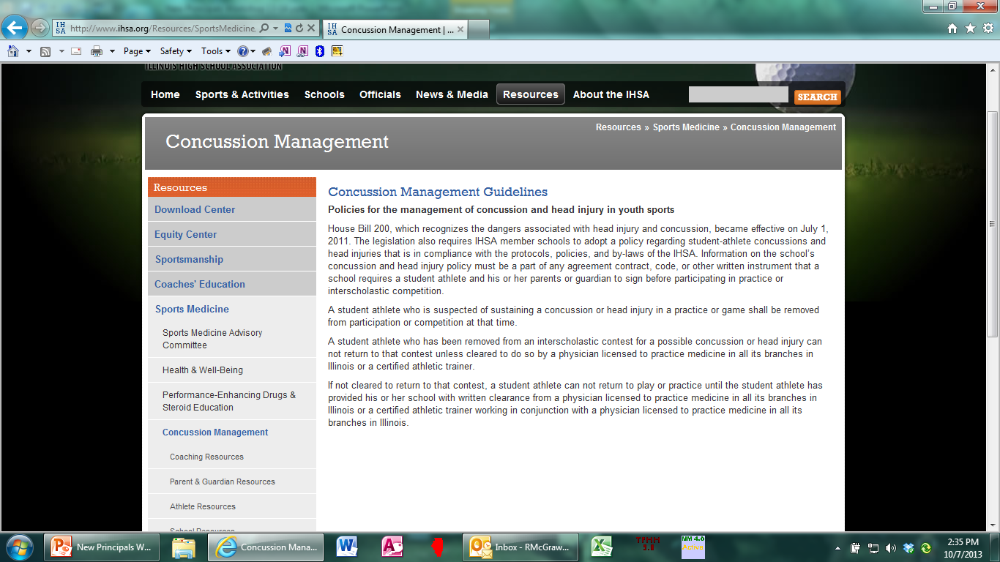 IH
SA
http://www.ihsa.org/Resources/SportsMedicine
IH
SA
Concussion Management | ...
Page
Safety
Tools
ILLINOIS HIGH SCHOOL ASSOCIATION
Home Sports & Activities Schools Officials News & Media Resources About the IHSA SEARCH
Resources » Sports Medicine » Concussion Management
Concussion Management
Resources
Download Center
Equity Center
Sportsmanship
Coaches' Education
Sports Medicine
Sports Medicine Advisory
Committee
Health & Well-Being
Performance-Enhancing Drugs &
Steroid Education
Concussion Management
Coaching Resources
Parent & Guardian Resources
Athlete Resources
School Resources
Concussion Management Guidelines
Policies for the management of concussion and head injury in youth sports
House Bill 200, which recognizes the dangers associated with head injury and concussion, became effective on July 1,
2011. The legislation also requires IHSA member schools to adopt a policy regarding student-athlete concussions and
head injuries that is in compliance with the protocols, policies, and by-laws of the IHSA. Information on the school's
concussion and head injury policy must be a part of any agreement contract, code, or other written instrument that a
school requires a student athlete and his or her parents or guardian to sign before participating in practice or
interscholastic competition.
A student athlete who is suspected of sustaining a concussion or head injury in a practice or game shall be removed
from participation or competition at that time.
A student athlete who has been removed from an interscholastic contest for a possible concussion or head injury can
not return to that contest unless cleared to do so by a physician licensed to practice medicine in all its branches in
Illinois or a certified athletic trainer.
If not cleared to return to that contest, a student athlete can not return to play or practice until the student athlete has
provided his or her school with written clearance from a physician licensed to practice medicine in all its branches in
Illinois or a certified athletic trainer working in conjunction with a physician licensed to practice medicine in all its
branches in Illinois.
New Principals W...
Concussion Mana...
Inbox - RMcGraw...
TFMM
3.0
MM 4.0
Active
2:35 PM
10/7/2013